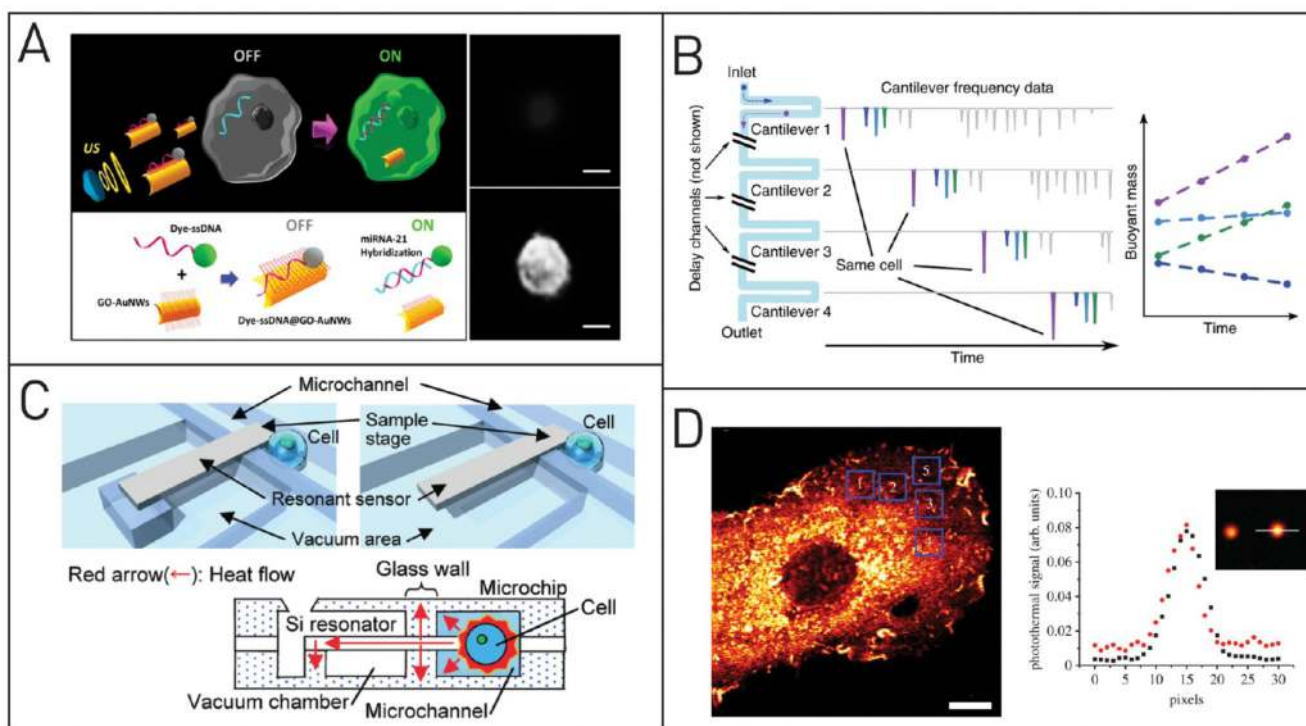 A
OFF
ON
US
Dye-ssDNA
OFF
ON
miRNA-21
Hybridization
+
GO-AuNWs
Dye-ssDNA@GO-AuNWs
B
Inlet
Cantilever frequency data
Delay channels (not shown)
Cantilever 1
Cantilever 2
Cantilever 3
Same cell
Cantilever 4
Outlet
Time
Buoyant mass
Time
C
Microchannel
Sample
stage
Cell
Cell
Resonant sensor
Vacuum area
Red arrow(←): Heat flow
Glass wall
Microchip
Cell
Si resonator
Vacuum chamber
Microchannel
D
1
2
5
3
photothermal signal (arb. units)
0.10
0.08
0.06
0.04
0.02
0
0 5 10 15 20 25 30
pixels